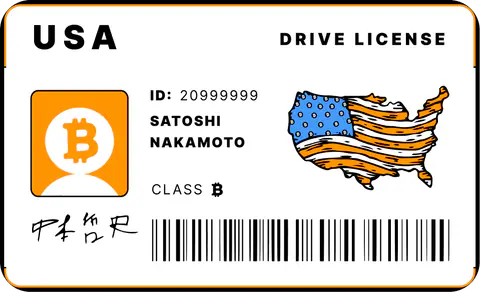 USA
DRIVE LICENSE
ID: 20999999
SATOSHI
NAKAMOTO
CLASS ₿
中本哲史